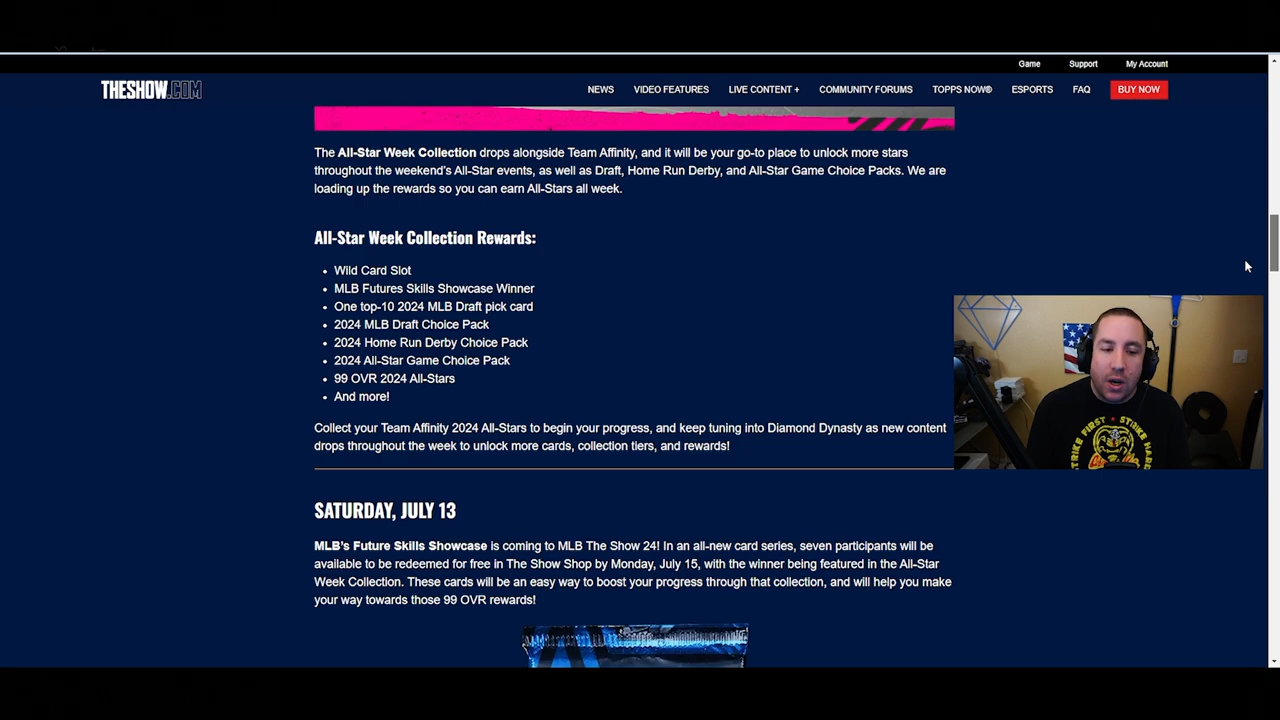 Game Support My Account
THESHOW.COM NEWS VIDEO FEATURES LIVE CONTENT + COMMUNITY FORUMS TOPPS NOW® ESPORTS FAQ BUY NOW
The All-Star Week Collection drops alongside Team Affinity, and it will be your go-to place to unlock more stars
throughout the weekend's All-Star events, as well as Draft, Home Run Derby, and All-Star Game Choice Packs. We are
loading up the rewards so you can earn All-Stars all week.
All-Star Week Collection Rewards:
• Wild Card Slot
• MLB Futures Skills Showcase Winner
• One top-10 2024 MLB Draft pick card
• 2024 MLB Draft Choice Pack
• 2024 Home Run Derby Choice Pack
• 2024 All-Star Game Choice Pack
• 99 OVR 2024 All-Stars
• And more!
Collect your Team Affinity 2024 All-Stars to begin your progress, and keep tuning into Diamond Dynasty as new content
drops throughout the week to unlock more cards, collection tiers, and rewards!
SATURDAY, JULY 13
MLB's Future Skills Showcase is coming to MLB The Show 24! In an all-new card series, seven participants will be
available to be redeemed for free in The Show Shop by Monday, July 15, with the winner being featured in the All-Star
Week Collection. These cards will be an easy way to boost your progress through that collection, and will help you make
your way towards those 99 OVR rewards!
STRIKE FIRST • STRIKE HARD